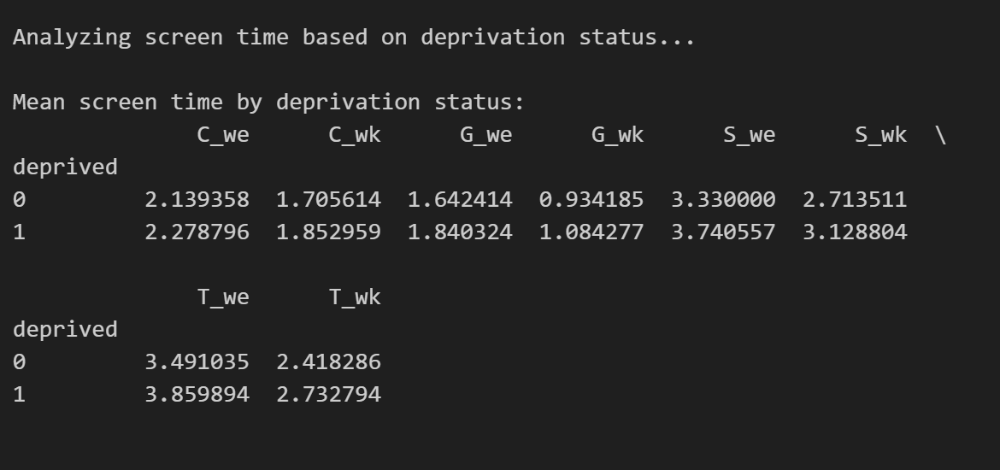 Analyzing screen time based on deprivation status...
Mean screen time by deprivation status:
C_we C_wk G_we G_wk S_we S_wk \
deprived
0 2.139358 1.705614 1.642414 0.934185 3.330000 2.713511
1 2.278796 1.852959 1.840324 1.084277 3.740557 3.128804
T_we T_wk
deprived
0 3.491035 2.418286
1 3.859894 2.732794